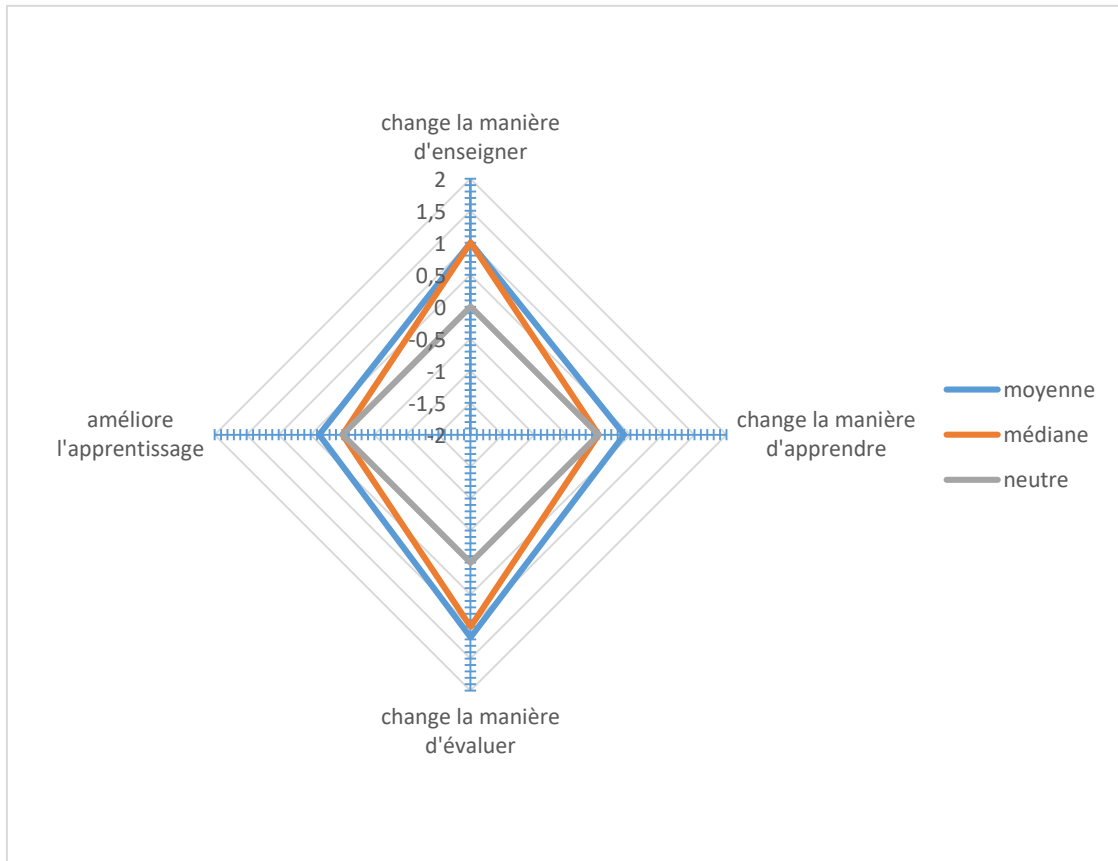 change la manière
d'enseigner
2
1,5
1
0,5
0
-0,5
-1
-1,5
-2
améliore
l'apprentissage
change la manière
d'apprendre
change la manière
d'évaluer
moyenne
médiane
neutre